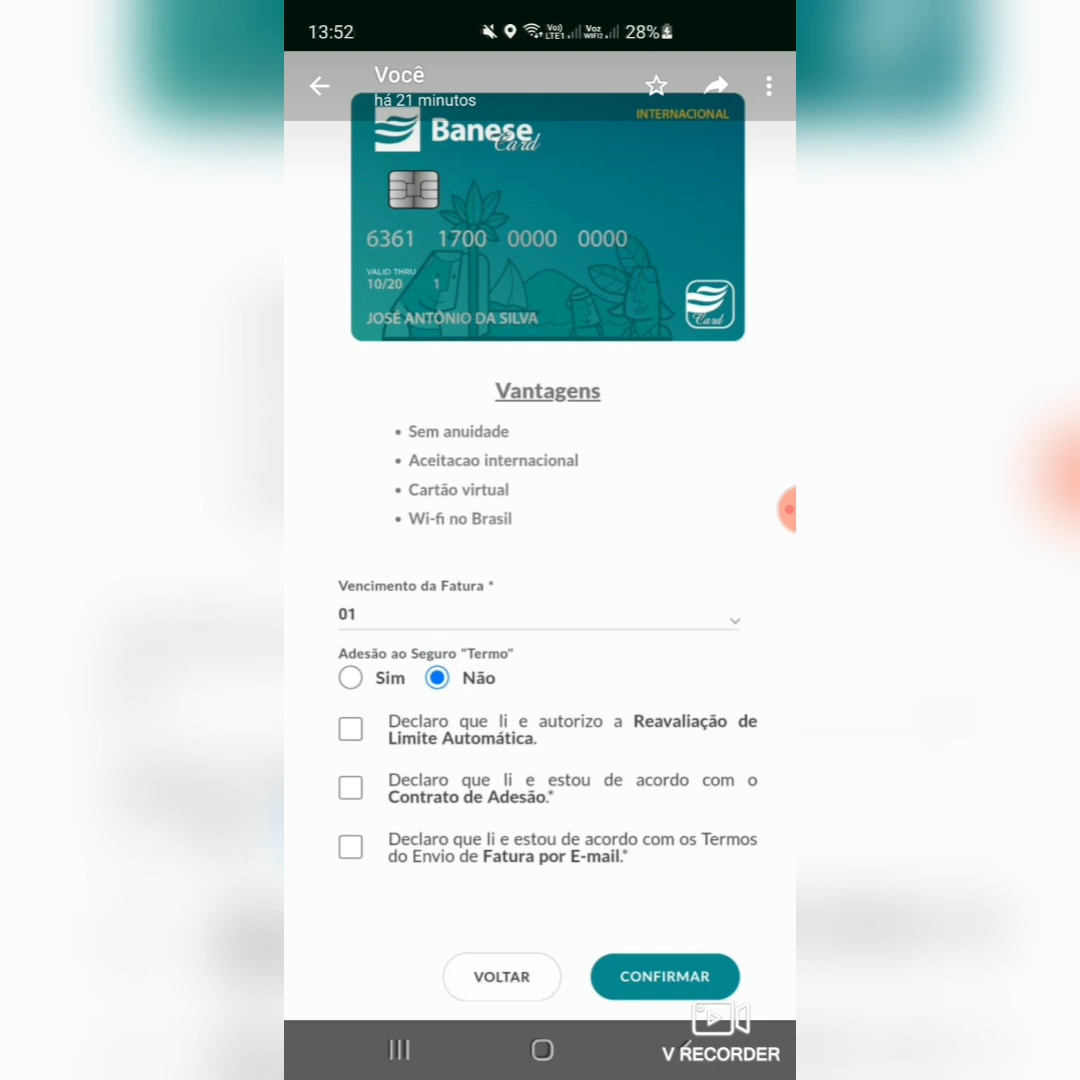 13:52
Vo) LTE1 Voz WIFI2 28%
Você
há 21 minutos
INTERNACIONAL
Banese
Card
6361 1700 0000 0000
VALID THRU
10/20 1
JOSÉ ANTÔNIO DA SILVA
Card
Vantagens
• Sem anuidade
• Aceitacao internacional
• Cartão virtual
• Wi-fi no Brasil
Vencimento da Fatura *
01
Adesão ao Seguro "Termo"
Sim Não
Declaro que li e autorizo a Reavaliação de
Limite Automática.
Declaro que li e estou de acordo com o
Contrato de Adesão.*
Declaro que li e estou de acordo com os Termos
do Envio de Fatura por E-mail.*
VOLTAR CONFIRMAR
V RECORDER